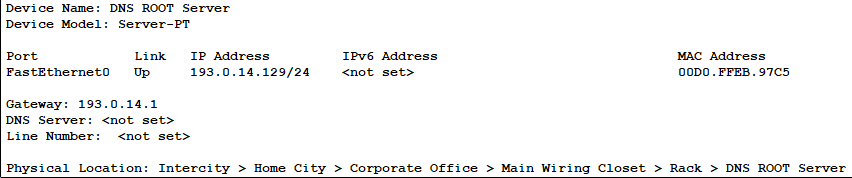 Device Name: DNS ROOT Server
Device Model: Server-PT
Port Link IP Address IPv6 Address MAC Address
FastEthernet0 Up 193.0.14.129/24 <not set> 00D0.FFEB.97C5
Gateway: 193.0.14.1
DNS Server: <not set>
Line Number: <not set>
Physical Location: Intercity > Home City > Corporate Office > Main Wiring Closet > Rack > DNS ROOT Server